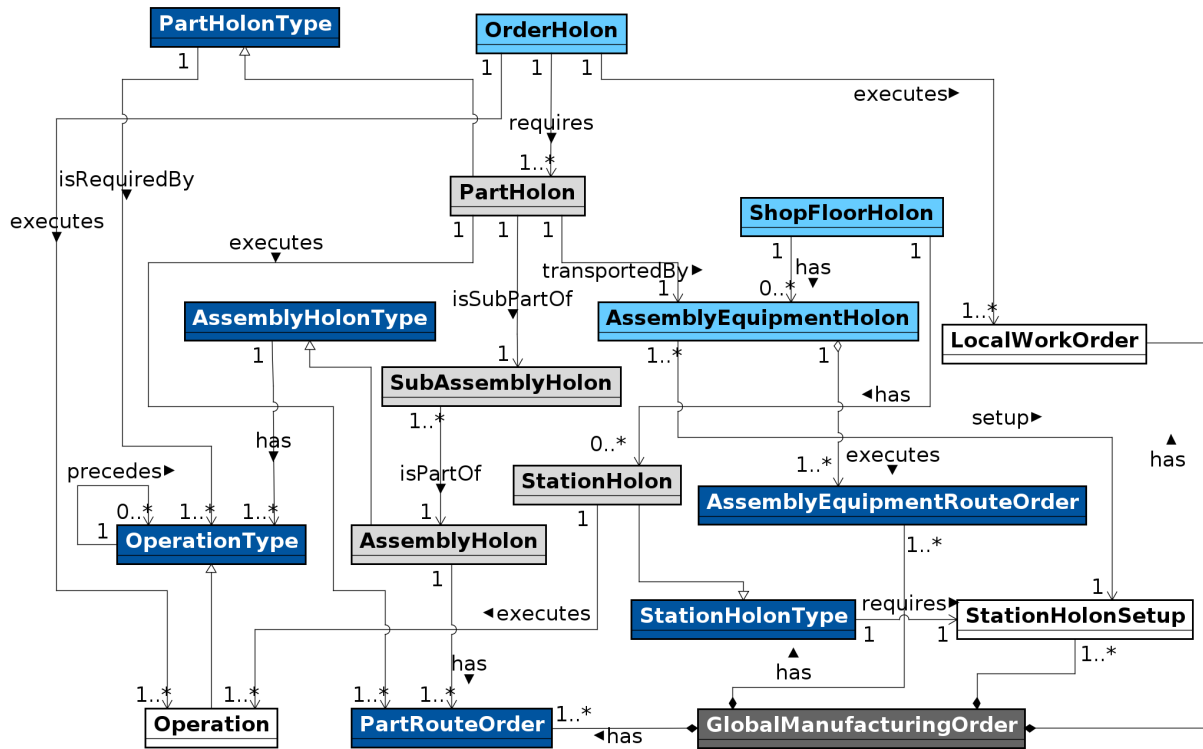 PartHolonType
OrderHolon
1
1
1
1
executes►
requires
▼
1..*
isRequiredBy
▼
PartHolon
executes
▼
ShopFloorHolon
1
1
1
1
1
executes
▼
transportedBy►
has
▼
isSubPartOf
▼
1
0..*
1..*
AssemblyHolonType
AssemblyEquipmentHolon
LocalWorkOrder
1
1
1..*
1
SubAssemblyHolon
◄has
1..*
setup►
has
▼
0..*
▲
has
precedes►
isPartOf
▼
1..*
executes
▼
StationHolon
AssemblyEquipmentRouteOrder
0..*
1..*
1..*
1
1
1
OperationType
AssemblyHolon
1..*
1
1
◄executes
requires►
StationHolonType
StationHolonSetup
1
1
has
▼
▲
has
1..*
1..*
1..*
1..*
1..*
1..*
Operation
PartRouteOrder
◄has
GlobalManufacturingOrder